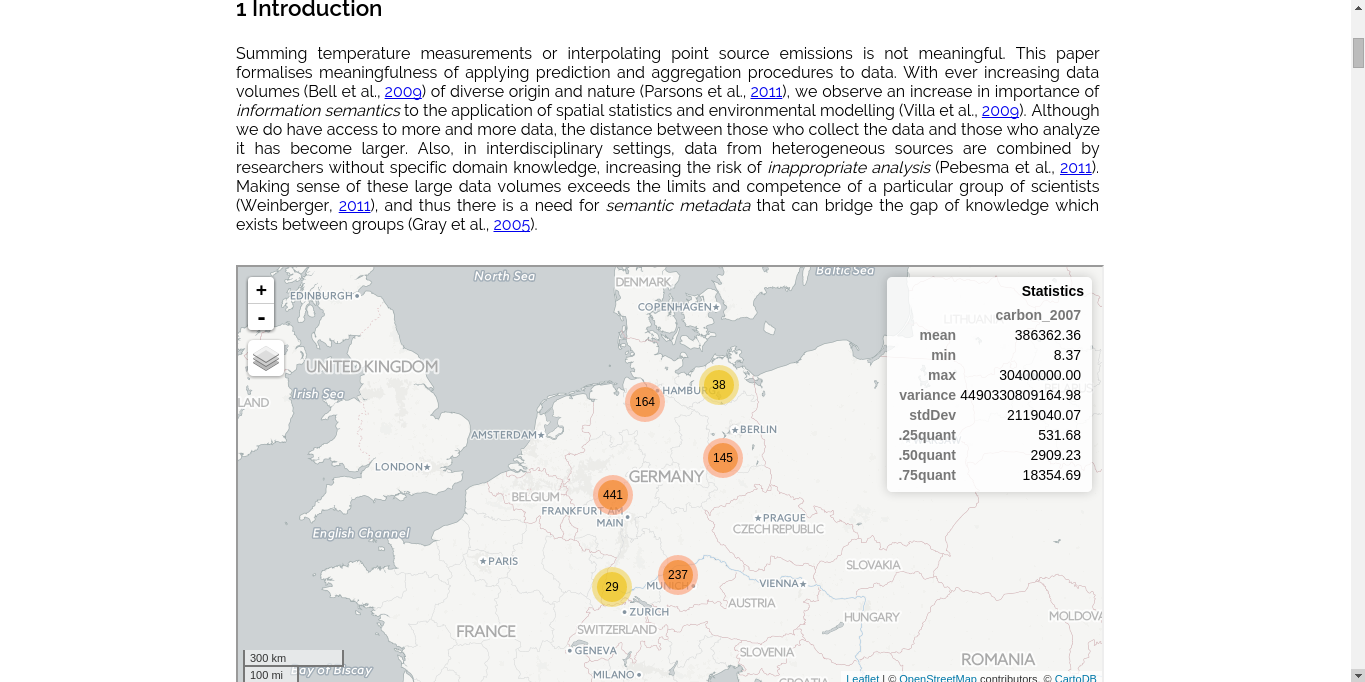 1 Introduction
Summing temperature measurements or interpolating point source emissions is not meaningful. This paper
formalises meaningfulness of applying prediction and aggregation procedures to data. With ever increasing data
volumes (Bell et al., 2009) of diverse origin and nature (Parsons et al., 2011), we observe an increase in importance of
information semantics to the application of spatial statistics and environmental modelling (Villa et al., 2009). Although
we do have access to more and more data, the distance between those who collect the data and those who analyze
it has become larger. Also, in interdisciplinary settings, data from heterogeneous sources are combined by
researchers without specific domain knowledge, increasing the risk of inappropriate analysis (Pebesma et al., 2011).
Making sense of these large data volumes exceeds the limits and competence of a particular group of scientists
(Weinberger, 2011), and thus there is a need for semantic metadata that can bridge the gap of knowledge which
exists between groups (Gray et al., 2005).
+
-
North Sea
Baltic Sea
DENMARK
EDINBURGH
COPENHAGEN
LITHUANIA
UNITED KINGDOM
Irish Sea
LAND
HAMBURG
38
164
BERLIN
AMSTERDAM
145
LONDON
GERMANY
441
BELGIUM
FRANKFURT AM
MAIN
PRAGUE
CZECH REPUBLIC
English Channel
PARIS
SLOVAKIA
237
MUNICH
29
VIENNA
AUSTRIA
ZURICH
HUNGARY
MOLDOVA
FRANCE
SWITZERLAND
GENEVA
SLOVENIA
ROMANIA
MILANO
CROATIA
Bay of Biscay
300 km
100 mi
Statistics
carbon_2007
mean 386362.36
min 8.37
max 30400000.00
variance 4490330809164.98
stdDev 2119040.07
.25quant 531.68
.50quant 2909.23
.75quant 18354.69
Leaflet | © OpenStreetMap contributors, © CartoDB